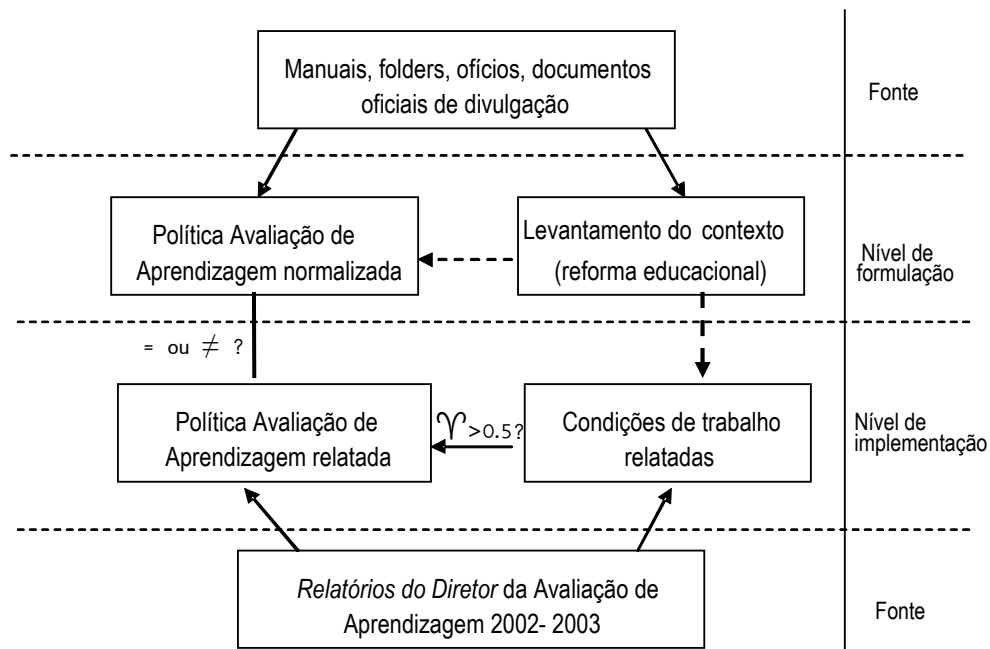 Manuais, folders, ofícios, documentos
oficiais de divulgação
Fonte
Política Avaliação de
Aprendizagem normalizada
Levantamento do contexto
(reforma educacional)
Nível de
formulação
= ou ≠ ?
Política Avaliação de
Aprendizagem relatada
♈>0.5?
Condições de trabalho
relatadas
Nível de
implementação
Relatórios do Diretor da Avaliação de
Aprendizagem 2002- 2003
Fonte